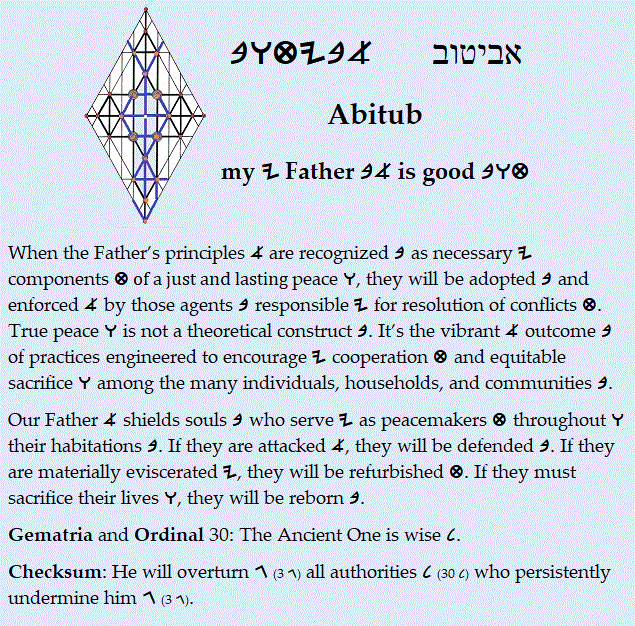 𐤀𐤁𐤉𐤈𐤅𐤁 אביטוב
Abitub
my 𐤉 Father 𐤀𐤁 is good 𐤈𐤅𐤁
When the Father’s principles 𐤀 are recognized 𐤁 as necessary 𐤉
components 𐤈 of a just and lasting peace 𐤅, they will be adopted 𐤁 and
enforced 𐤀 by those agents 𐤁 responsible 𐤉 for resolution of conflicts 𐤈.
True peace 𐤅 is not a theoretical construct 𐤁. It’s the vibrant 𐤀 outcome 𐤁
of practices engineered to encourage 𐤉 cooperation 𐤈 and equitable
sacrifice 𐤅 among the many individuals, households, and communities 𐤁.
Our Father 𐤀 shields souls 𐤁 who serve 𐤉 as peacemakers 𐤈 throughout 𐤅
their habitations 𐤁. If they are attacked 𐤀, they will be defended 𐤁. If they
are materially eviscerated 𐤉, they will be refurbished 𐤈. If they must
sacrifice their lives 𐤅, they will be reborn 𐤁.
Gematria and Ordinal 30: The Ancient One is wise 𐤋.
Checksum: He will overturn 𐤂 (3 𐤂) all authorities 𐤋 (30 𐤋) who persistently
undermine him 𐤂 (3 𐤂).